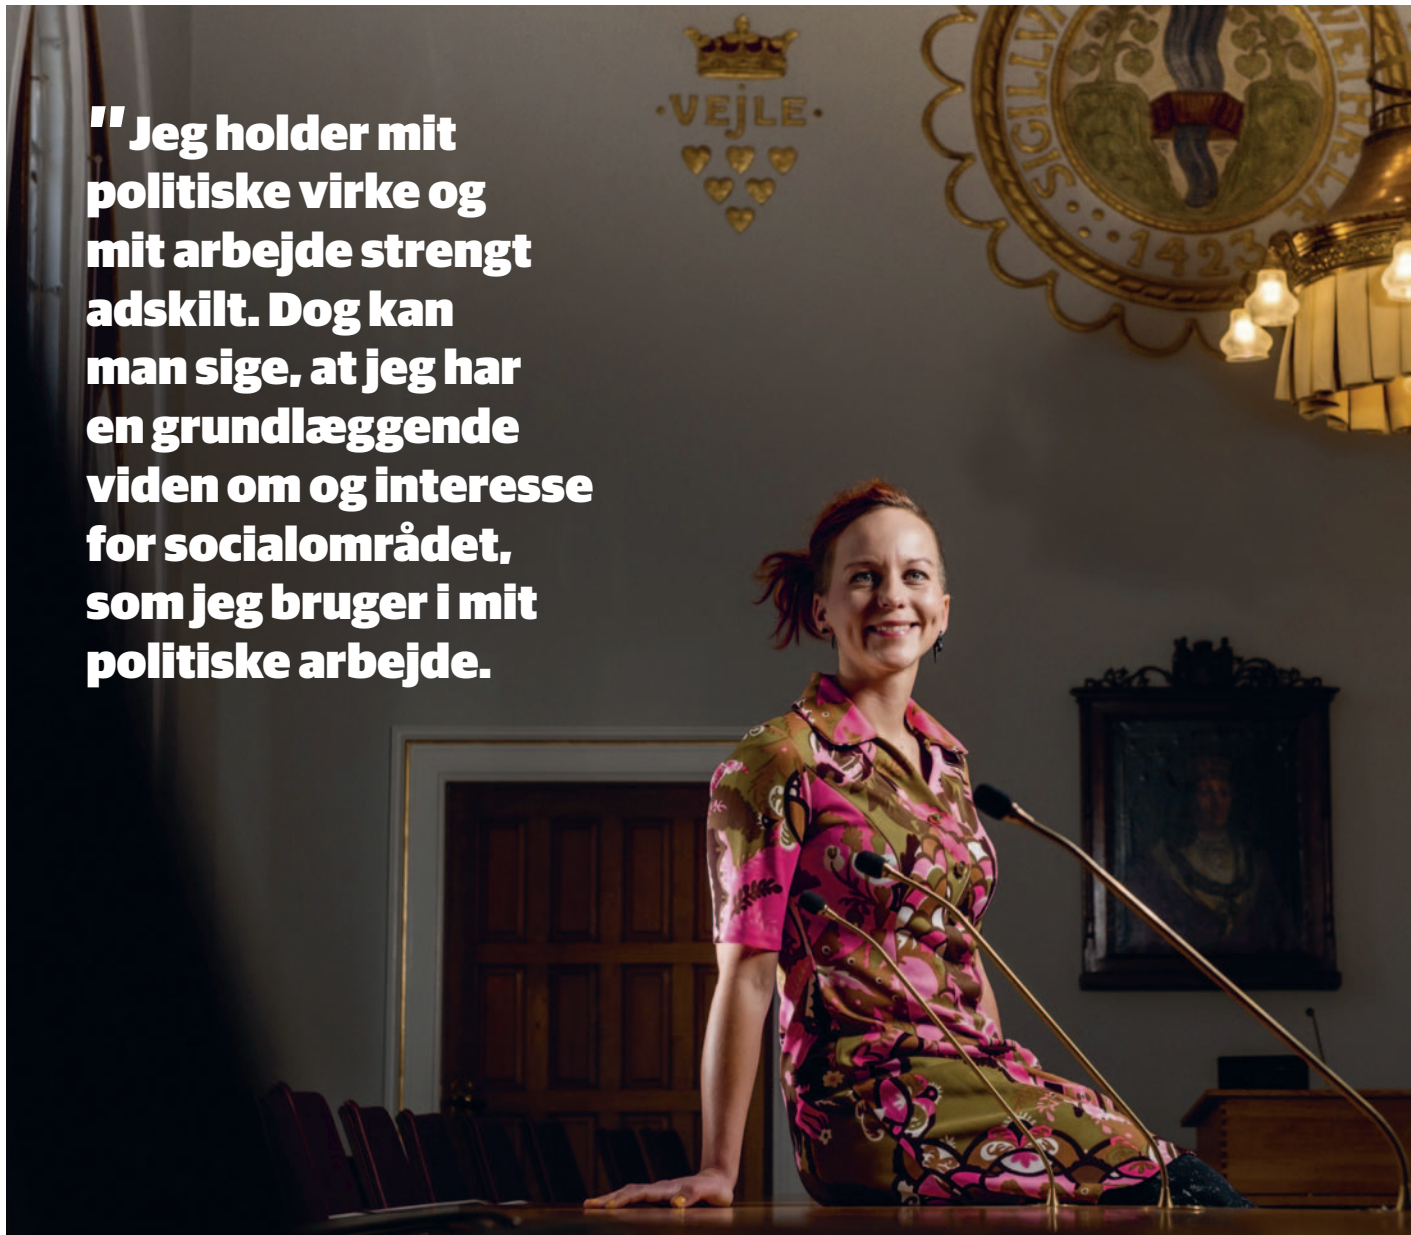 "Jeg holder mit
politiske virke og
mit arbejde strengt
adskilt. Dog kan
man sige, at jeg har
en grundlæggende
viden om og interesse
for socialområdet,
som jeg bruger i mit
politiske arbejde.
·VEJLE·
SIGILLV
1423